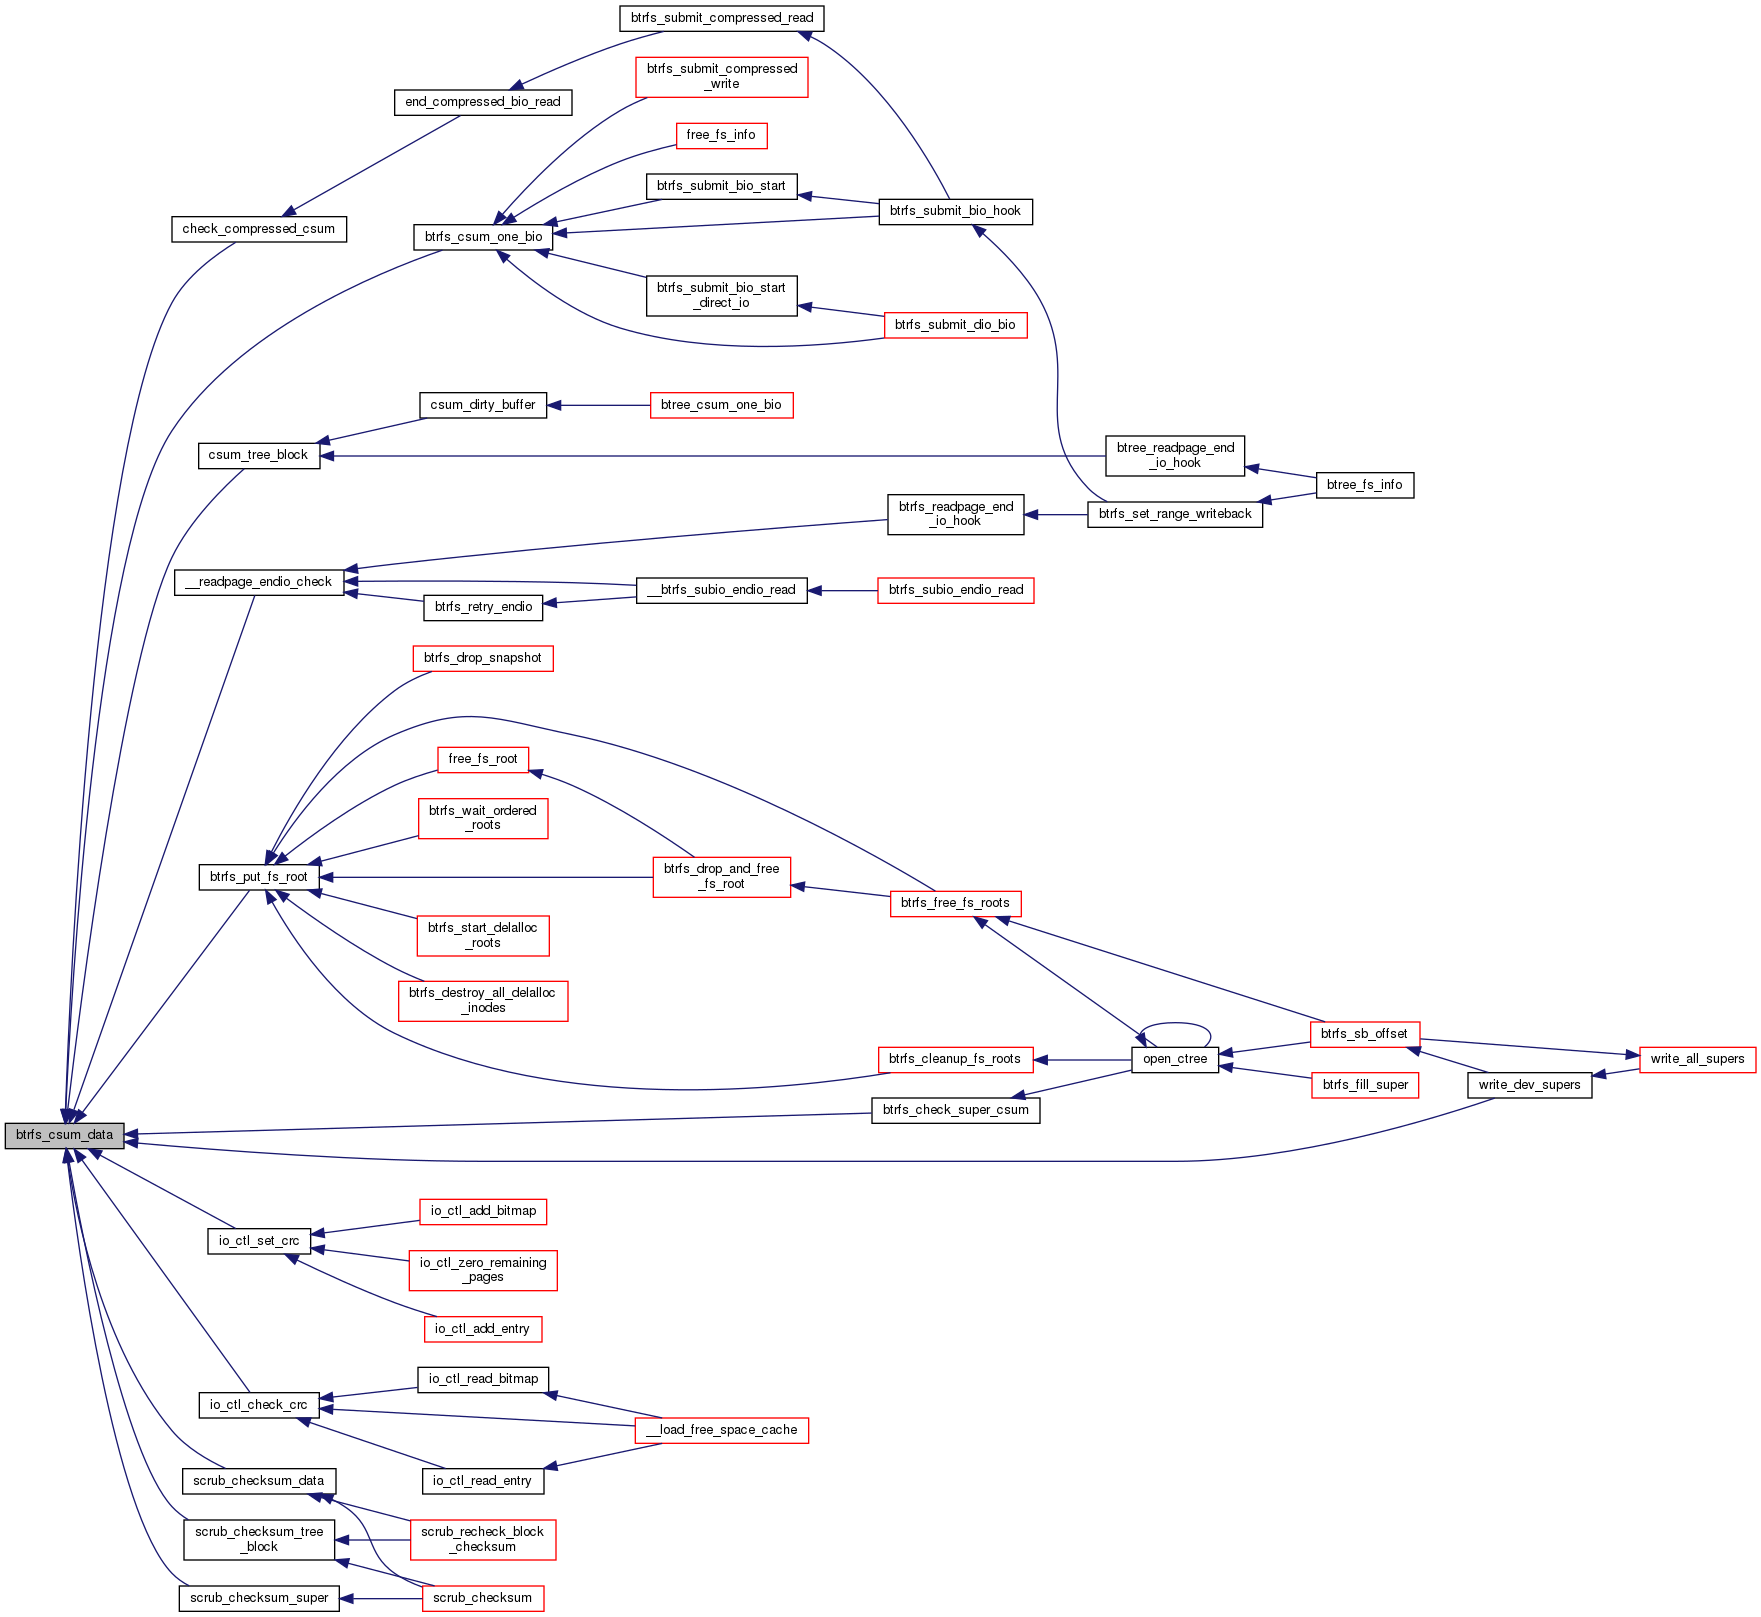 btrfs_submit_compressed_read
btrfs_submit_compressed
_write
end_compressed_bio_read
free_fs_info
btrfs_submit_bio_start
btrfs_submit_bio_hook
check_compressed_csum
btrfs_csum_one_bio
btrfs_submit_bio_start
_direct_io
btrfs_submit_dio_bio
csum_dirty_buffer
btree_csum_one_bio
csum_tree_block
btree_readpage_end
_io_hook
btree_fs_info
btrfs_readpage_end
_io_hook
btrfs_set_range_writeback
__readpage_endio_check
__btrfs_subio_endio_read
btrfs_subio_endio_read
btrfs_retry_endio
btrfs_drop_snapshot
free_fs_root
btrfs_wait_ordered
_roots
btrfs_put_fs_root
btrfs_drop_and_free
_fs_root
btrfs_free_fs_roots
btrfs_start_delalloc
_roots
btrfs_destroy_all_delalloc
_inodes
btrfs_sb_offset
btrfs_cleanup_fs_roots
open_ctree
write_all_supers
btrfs_fill_super
write_dev_supers
btrfs_check_super_csum
btrfs_csum_data
io_ctl_add_bitmap
io_ctl_set_crc
io_ctl_zero_remaining
_pages
io_ctl_add_entry
io_ctl_read_bitmap
io_ctl_check_crc
__load_free_space_cache
io_ctl_read_entry
scrub_checksum_data
scrub_checksum_tree
_block
scrub_recheck_block
_checksum
scrub_checksum_super
scrub_checksum